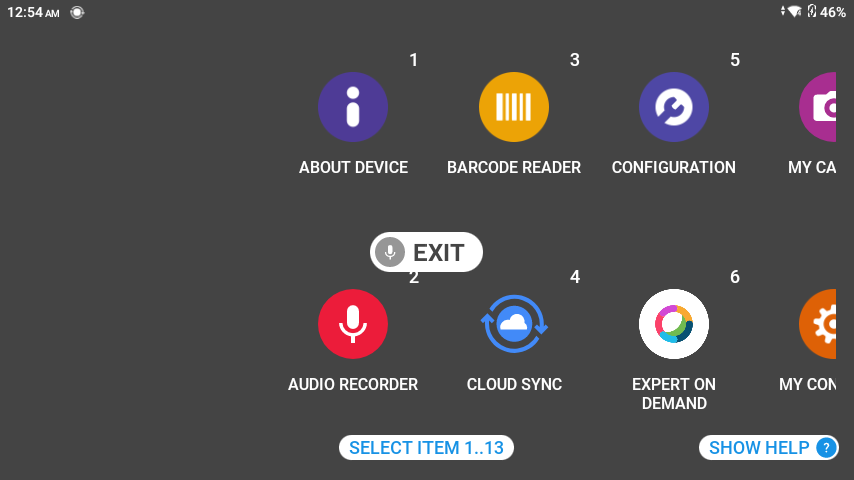 12:54 AM
46%
1
3
5
ABOUT DEVICE
BARCODE READER
CONFIGURATION
MY CA
EXIT
2
4
6
AUDIO RECORDER
CLOUD SYNC
EXPERT ON
DEMAND
MY CON
SELECT ITEM 1..13
SHOW HELP ?